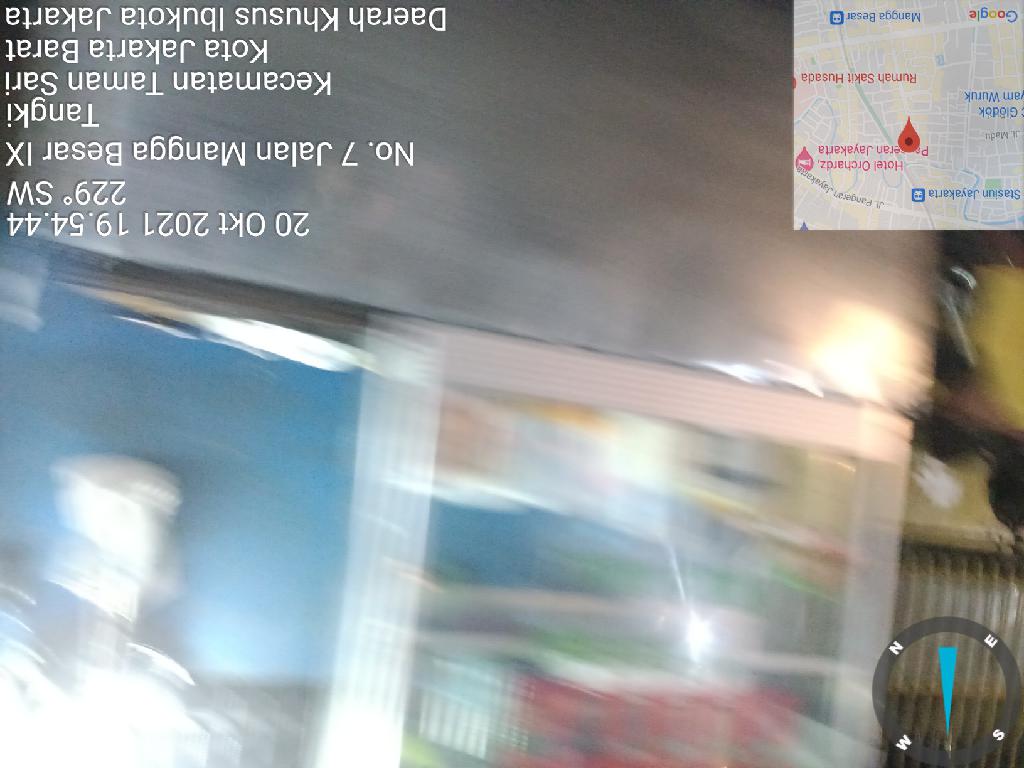 S
W
E
N
Stasiun Jayakarta
Jl. Pangeran Jayakarta
Hotel Orchardz,
Pangeran Jayakarta
Jl. Madu
Glodok
Rumah Sakit Husada
Mangga Besar
Google
20 Okt 2021 19.54.44
229° SW
No. 7 Jalan Mangga Besar IX
Tangki
Kecamatan Taman Sari
Kota Jakarta Barat
Daerah Khusus Ibukota Jakarta